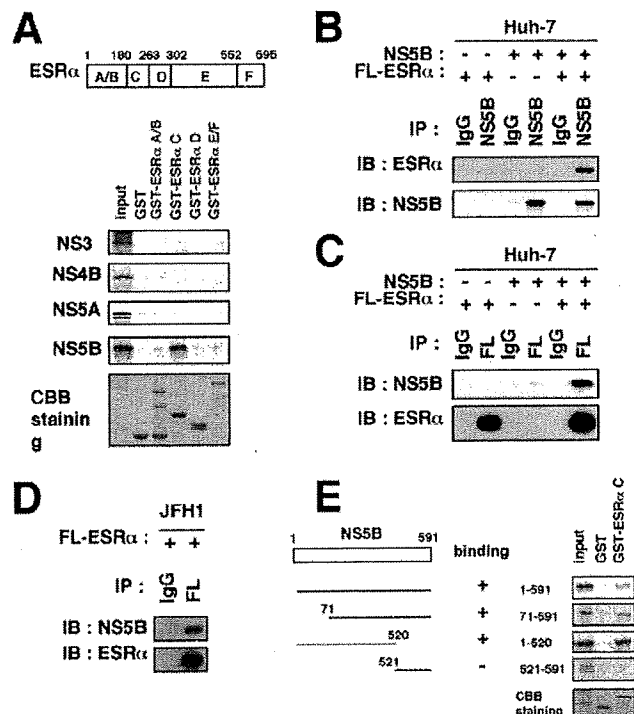 A
1 180 263 302 552 595
ESRα A/B C D E F
input
GST
GST-ESRα A/B
GST-ESRα C
GST-ESRα D
GST-ESRα E/F
NS3
NS4B
NS5A
NS5B
CBB
stainin
g
B
Huh-7
NS5B : - - + + + +
FL-ESRα : + + - - + +
IP : IgG NS5B IgG NS5B IgG NS5B
IB : ESRα
IB : NS5B
C
Huh-7
NS5B : - - + + + +
FL-ESRα : + + - - + +
IP : IgG FL IgG FL IgG FL
IB : NS5B
IB : ESRα
D
JFH1
FL-ESRα : + +
IP : IgG FL
IB : NS5B
IB : ESRα
E
1 NS5B 591
binding
input
GST
GST-ESRα C
+ 1-591
71 + 71-591
520 + 1-520
521 - 521-591
CBB
staining